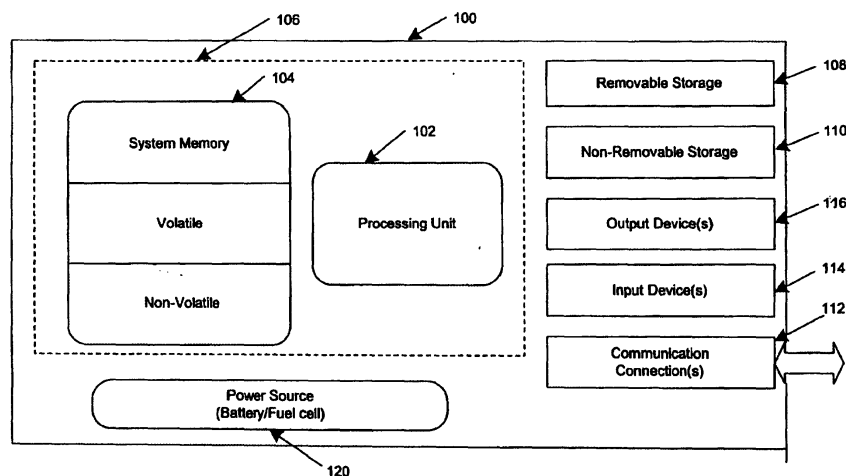 106
100
104
System Memory
Volatile
Non-Volatile
102
Processing Unit
Removable Storage
108
Non-Removable Storage
110
Output Device(s)
116
Input Device(s)
114
112
Communication
Connection(s)
Power Source
(Battery/Fuel cell)
120